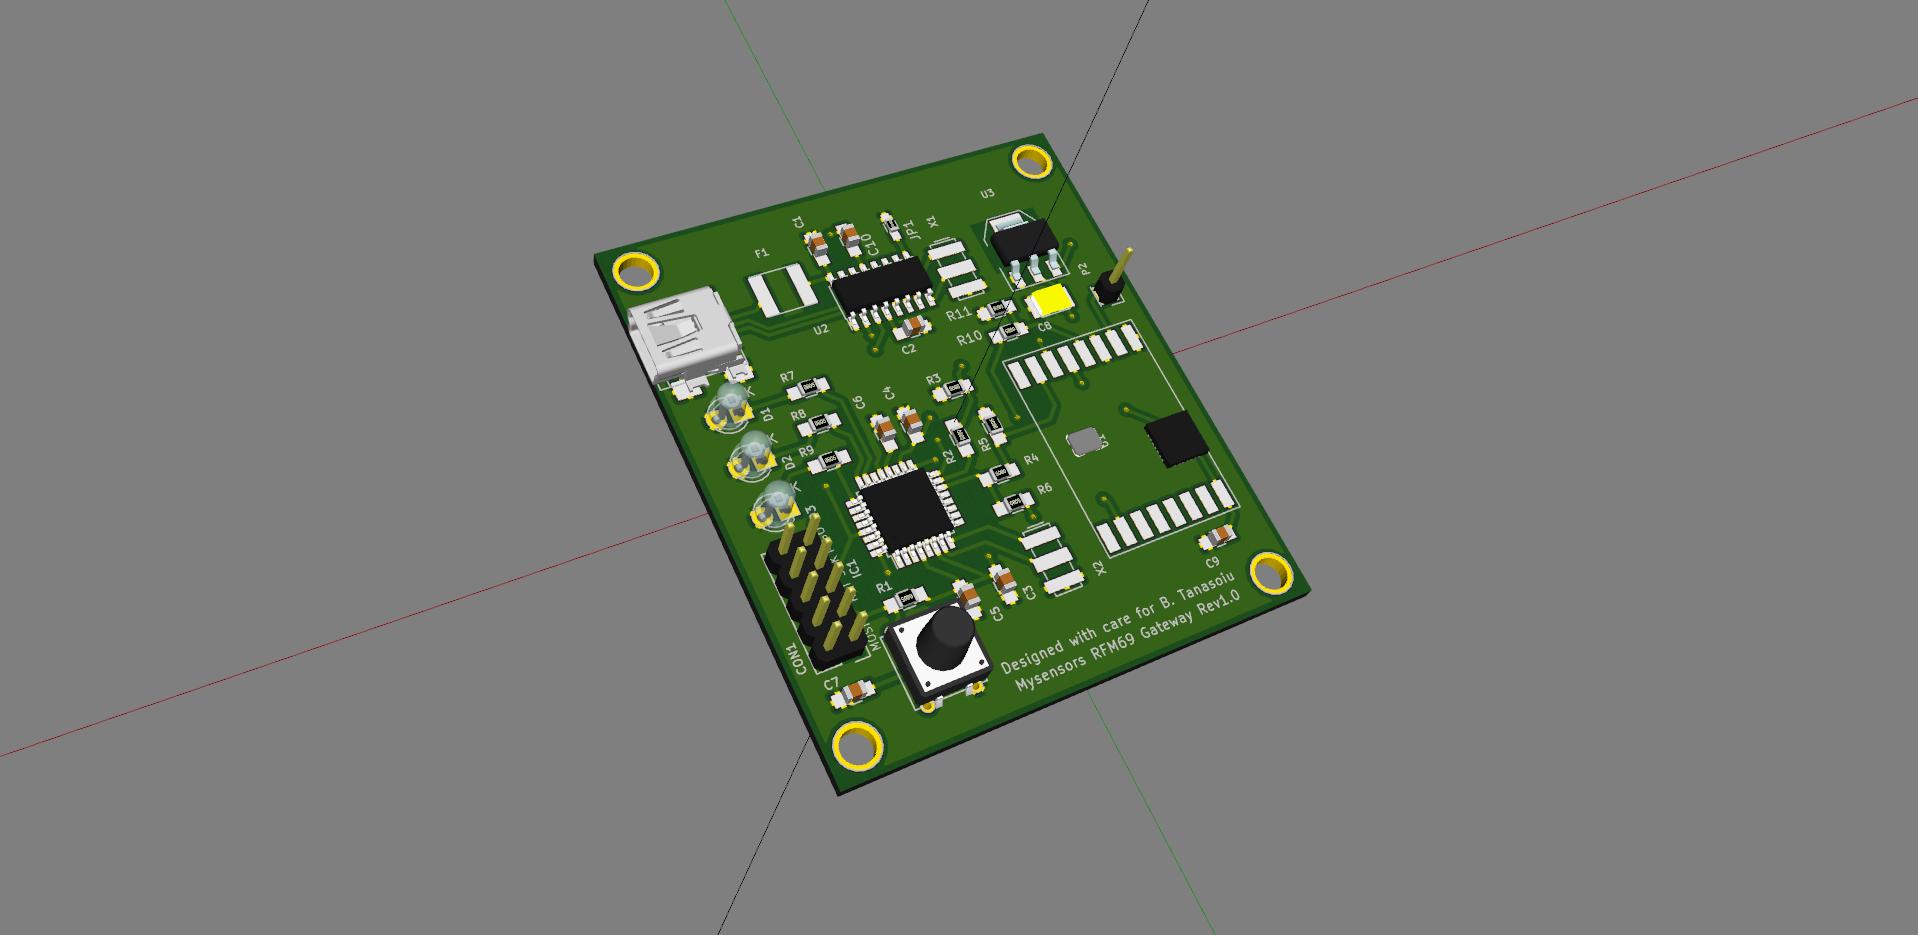 U3
C1
C10
JP1
X1
F1
P2
U2
R11
C2
R10
C8
R7
R3
K
D1
R8
C6
C4
K
D2
R9
R2
R5
R4
K
R6
IC1
R1
X2
C9
C3
C5
CON1
C7
Designed with care for B. Tanasoiu
Mysensors RFM69 Gateway Rev1.0